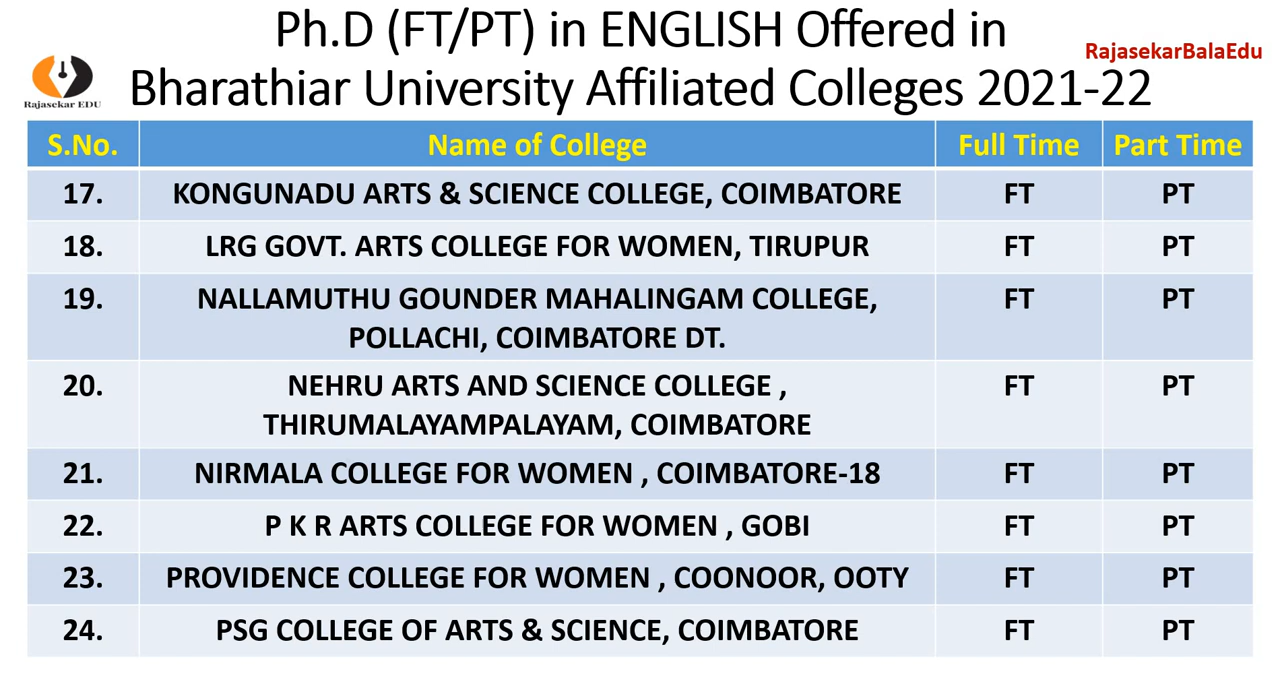 Ph.D (FT/PT) in ENGLISH Offered in
RajasekarBalaEdu
Rajasekar EDU
Bharathiar University Affiliated Colleges 2021-22
S.No. Name of College Full Time Part Time
17. KONGUNADU ARTS & SCIENCE COLLEGE, COIMBATORE FT PT
18. LRG GOVT. ARTS COLLEGE FOR WOMEN, TIRUPUR FT PT
19. NALLAMUTHU GOUNDER MAHALINGAM COLLEGE, FT PT
POLLACHI, COIMBATORE DT.
20. NEHRU ARTS AND SCIENCE COLLEGE , FT PT
THIRUMALAYAMPALAYAM, COIMBATORE
21. NIRMALA COLLEGE FOR WOMEN , COIMBATORE-18 FT PT
22. P K R ARTS COLLEGE FOR WOMEN , GOBI FT PT
23. PROVIDENCE COLLEGE FOR WOMEN , COONOOR, OOTY FT PT
24. PSG COLLEGE OF ARTS & SCIENCE, COIMBATORE FT PT